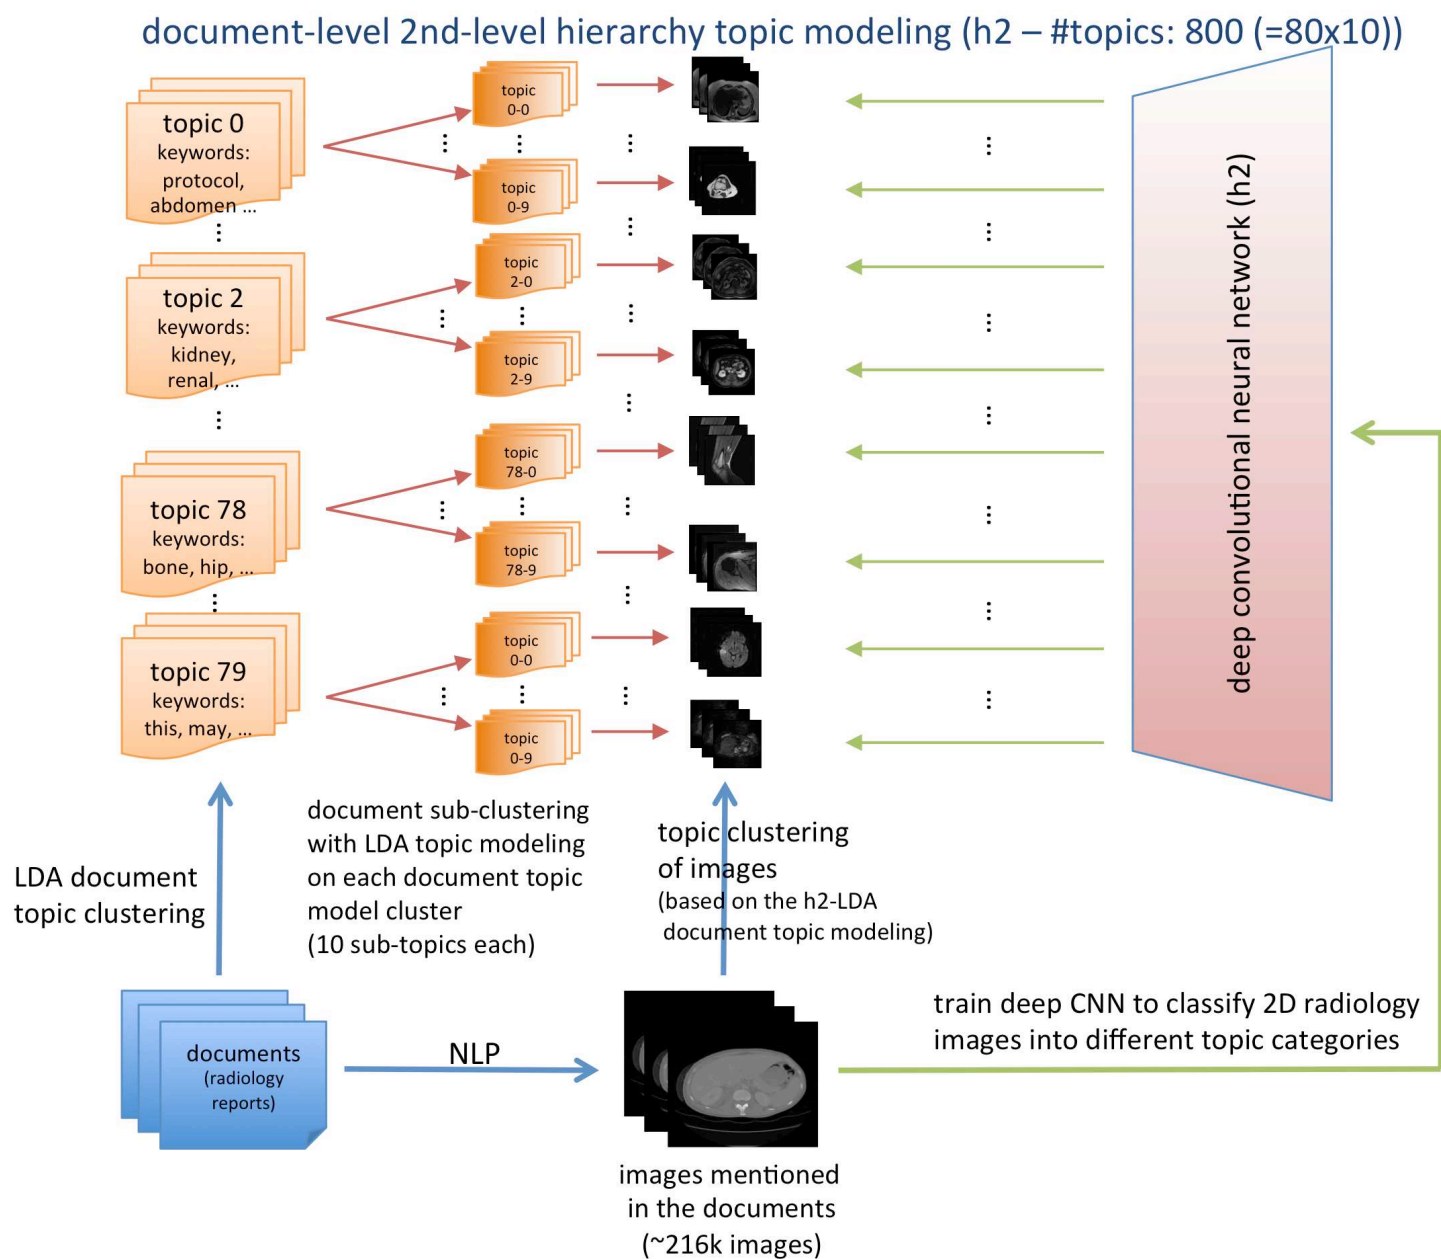 document-level 2nd-level hierarchy topic modeling (h2 – #topics: 800 (=80x10))
topic 0
keywords:
protocol,
abdomen ...
topic 2
keywords:
kidney,
renal, ...
topic 78
keywords:
bone, hip, ...
topic 79
keywords:
this, may, ...
topic
0-0
topic
0-9
topic
2-0
topic
2-9
topic
78-0
topic
78-9
topic
0-0
topic
0-9
deep convolutional neural network (h2)
LDA document
topic clustering
document sub-clustering
with LDA topic modeling
on each document topic
model cluster
(10 sub-topics each)
topic clustering
of images
(based on the h2-LDA
document topic modeling)
documents
(radiology
reports)
NLP
images mentioned
in the documents
(~216k images)
train deep CNN to classify 2D radiology
images into different topic categories